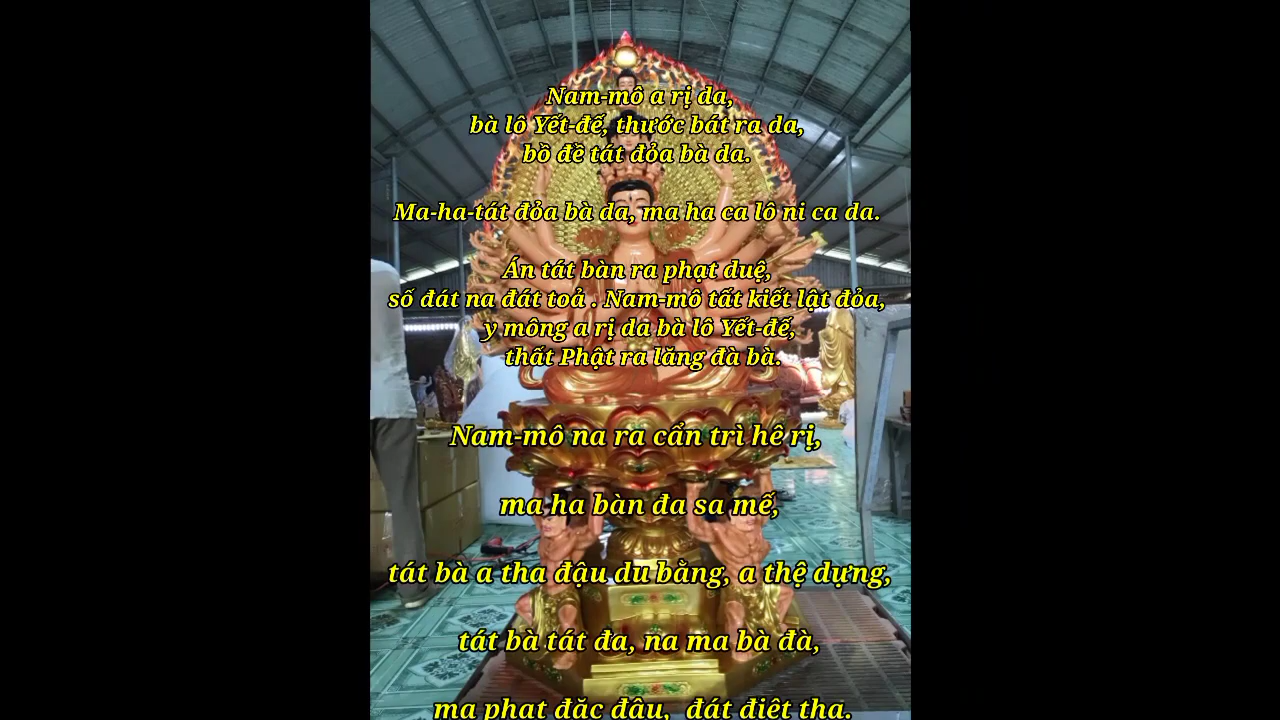 Nam-mô a rị da,
bà lô Yết-đế, thước bát ra da,
bồ đề tát đỏa bà da.
Ma-ha-tát đỏa bà da, ma ha ca lô ni ca da.
Án tát bàn ra phạt duệ,
số đát na đát toả . Nam-mô tất kiết lật đỏa,
y mông a rị da bà lô Yết-đế,
thất Phật ra lăng đà bà.
Nam-mô na ra cẩn trì hê rị,
ma ha bàn đa sa mế,
tát bà a tha đậu du bằng, a thệ dựng,
tát bà tát đa, na ma bà đà,
ma phạt đặc đậu,  đát điệt tha.